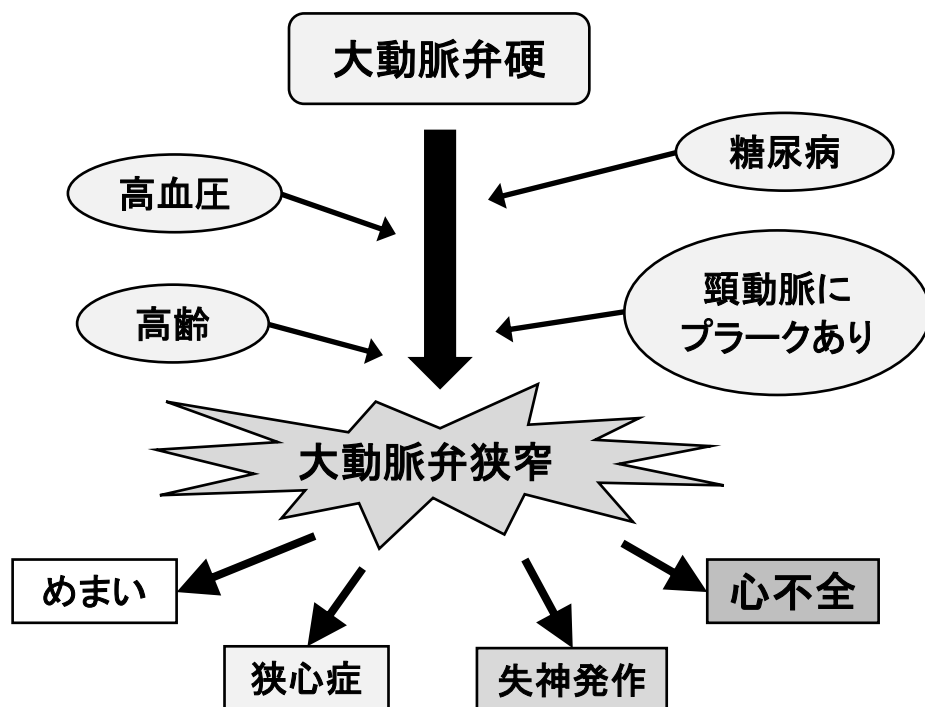 大動脈弁硬
糖尿病
高血圧
頸動脈に
プラークあり
高齢
大動脈弁狭窄
めまい
心不全
狭心症
失神発作